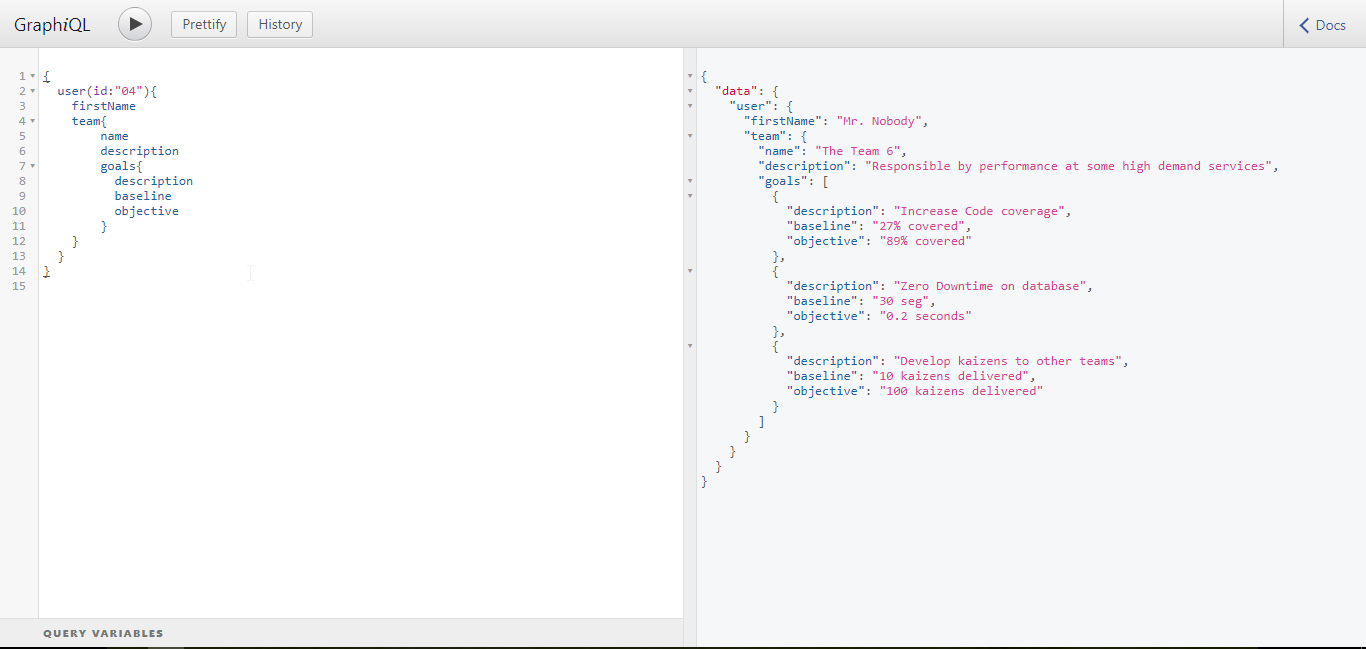 GraphiQL
Prettify
History
Docs
1 {
2 user(id:"04"){
3 firstName
4 team{
5 name
6 description
7 goals{
8 description
9 baseline
10 objective
11 }
12 }
13 }
14 }
15
QUERY VARIABLES
{
"data": {
"user": {
"firstName": "Mr. Nobody",
"team": {
"name": "The Team 6",
"description": "Responsible by performance at some high demand services",
"goals": [
{
"description": "Increase Code coverage",
"baseline": "27% covered",
"objective": "89% covered"
},
{
"description": "Zero Downtime on database",
"baseline": "30 seg",
"objective": "0.2 seconds"
},
{
"description": "Develop kaizens to other teams",
"baseline": "10 kaizens delivered",
"objective": "100 kaizens delivered"
}
]
}
}
}
}